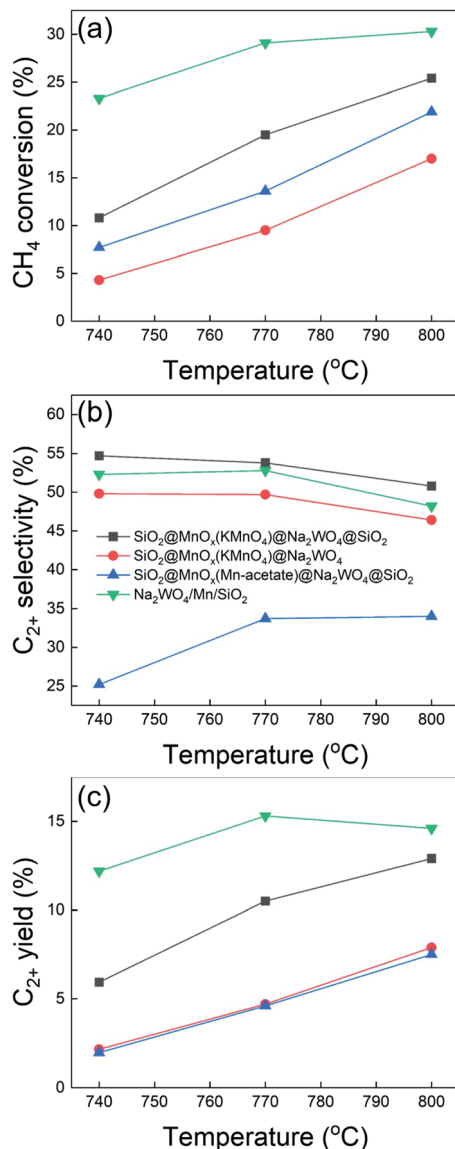 (a)
CH₄ conversion (%)
30
25
20
15
10
5
0
740 750 760 770 780 790 800
Temperature (°C)
(b)
C₂₊ selectivity (%)
60
55
50
45
40
35
30
25
SiO₂@MnOₓ(KMnO₄)@Na₂WO₄@SiO₂
SiO₂@MnOₓ(KMnO₄)@Na₂WO₄
SiO₂@MnOₓ(Mn-acetate)@Na₂WO₄@SiO₂
Na₂WO₄/Mn/SiO₂
740 750 760 770 780 790 800
Temperature (°C)
(c)
C₂₊ yield (%)
15
10
5
0
740 750 760 770 780 790 800
Temperature (°C)